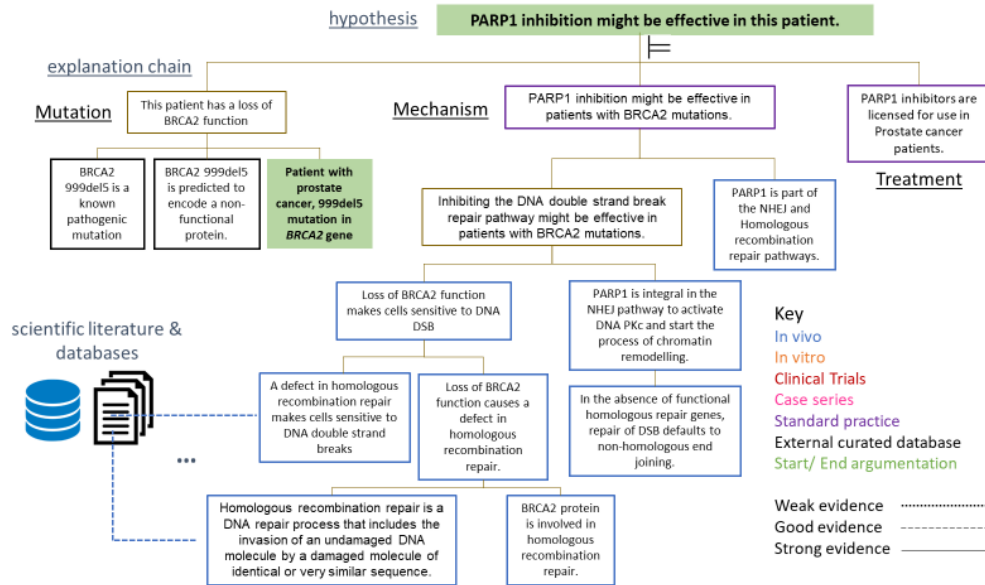 hypothesis
PARP1 inhibition might be effective in this patient.
explanation chain
Mutation
This patient has a loss of
BRCA2 function
Mechanism
PARP1 inhibition might be effective in
patients with BRCA2 mutations.
PARP1 inhibitors are
licensed for use in
Prostate cancer
patients.
Treatment
BRCA2
999del5 is a
known
pathogenic
mutation
BRCA2 999del5
is predicted to
encode a non-
functional
protein.
Patient with
prostate
cancer, 999del5
mutation in
BRCA2 gene
Inhibiting the DNA double strand break
repair pathway might be effective in
patients with BRCA2 mutations.
PARP1 is part of
the NHEJ and
Homologous
recombination
repair pathways.
Loss of BRCA2 function
makes cells sensitive to DNA
DSB
PARP1 is integral in the
NHEJ pathway to activate
DNA PKc and start the
process of chromatin
remodelling.
scientific literature &
databases
...
A defect in homologous
recombination repair
makes cells sensitive to
DNA double strand
breaks
Loss of BRCA2
function causes a
defect in
homologous
recombination
repair.
In the absence of functional
homologous repair genes,
repair of DSB defaults to
non-homologous end
joining.
Homologous recombination repair is a
DNA repair process that includes the
invasion of an undamaged DNA
molecule by a damaged molecule of
identical or very similar sequence.
BRCA2 protein
is involved in
homologous
recombination
repair.
Key
In vivo
In vitro
Clinical Trials
Case series
Standard practice
External curated database
Start/ End argumentation
Weak evidence
Good evidence
Strong evidence